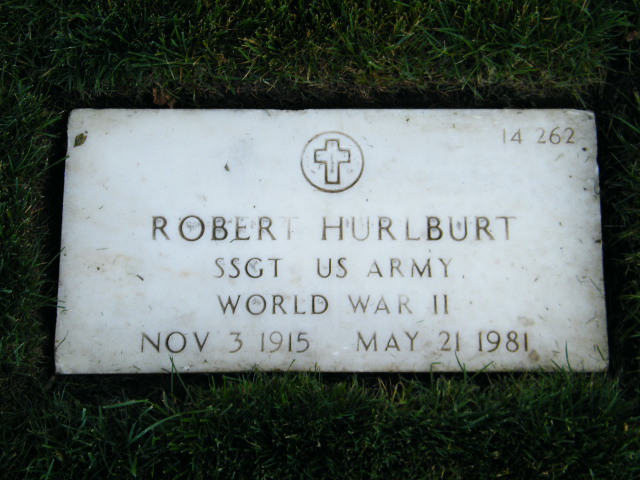 14 262
ROBERT HURLBURT
SSGT US ARMY
WORLD WAR II
NOV 3 1915 MAY 21 1981